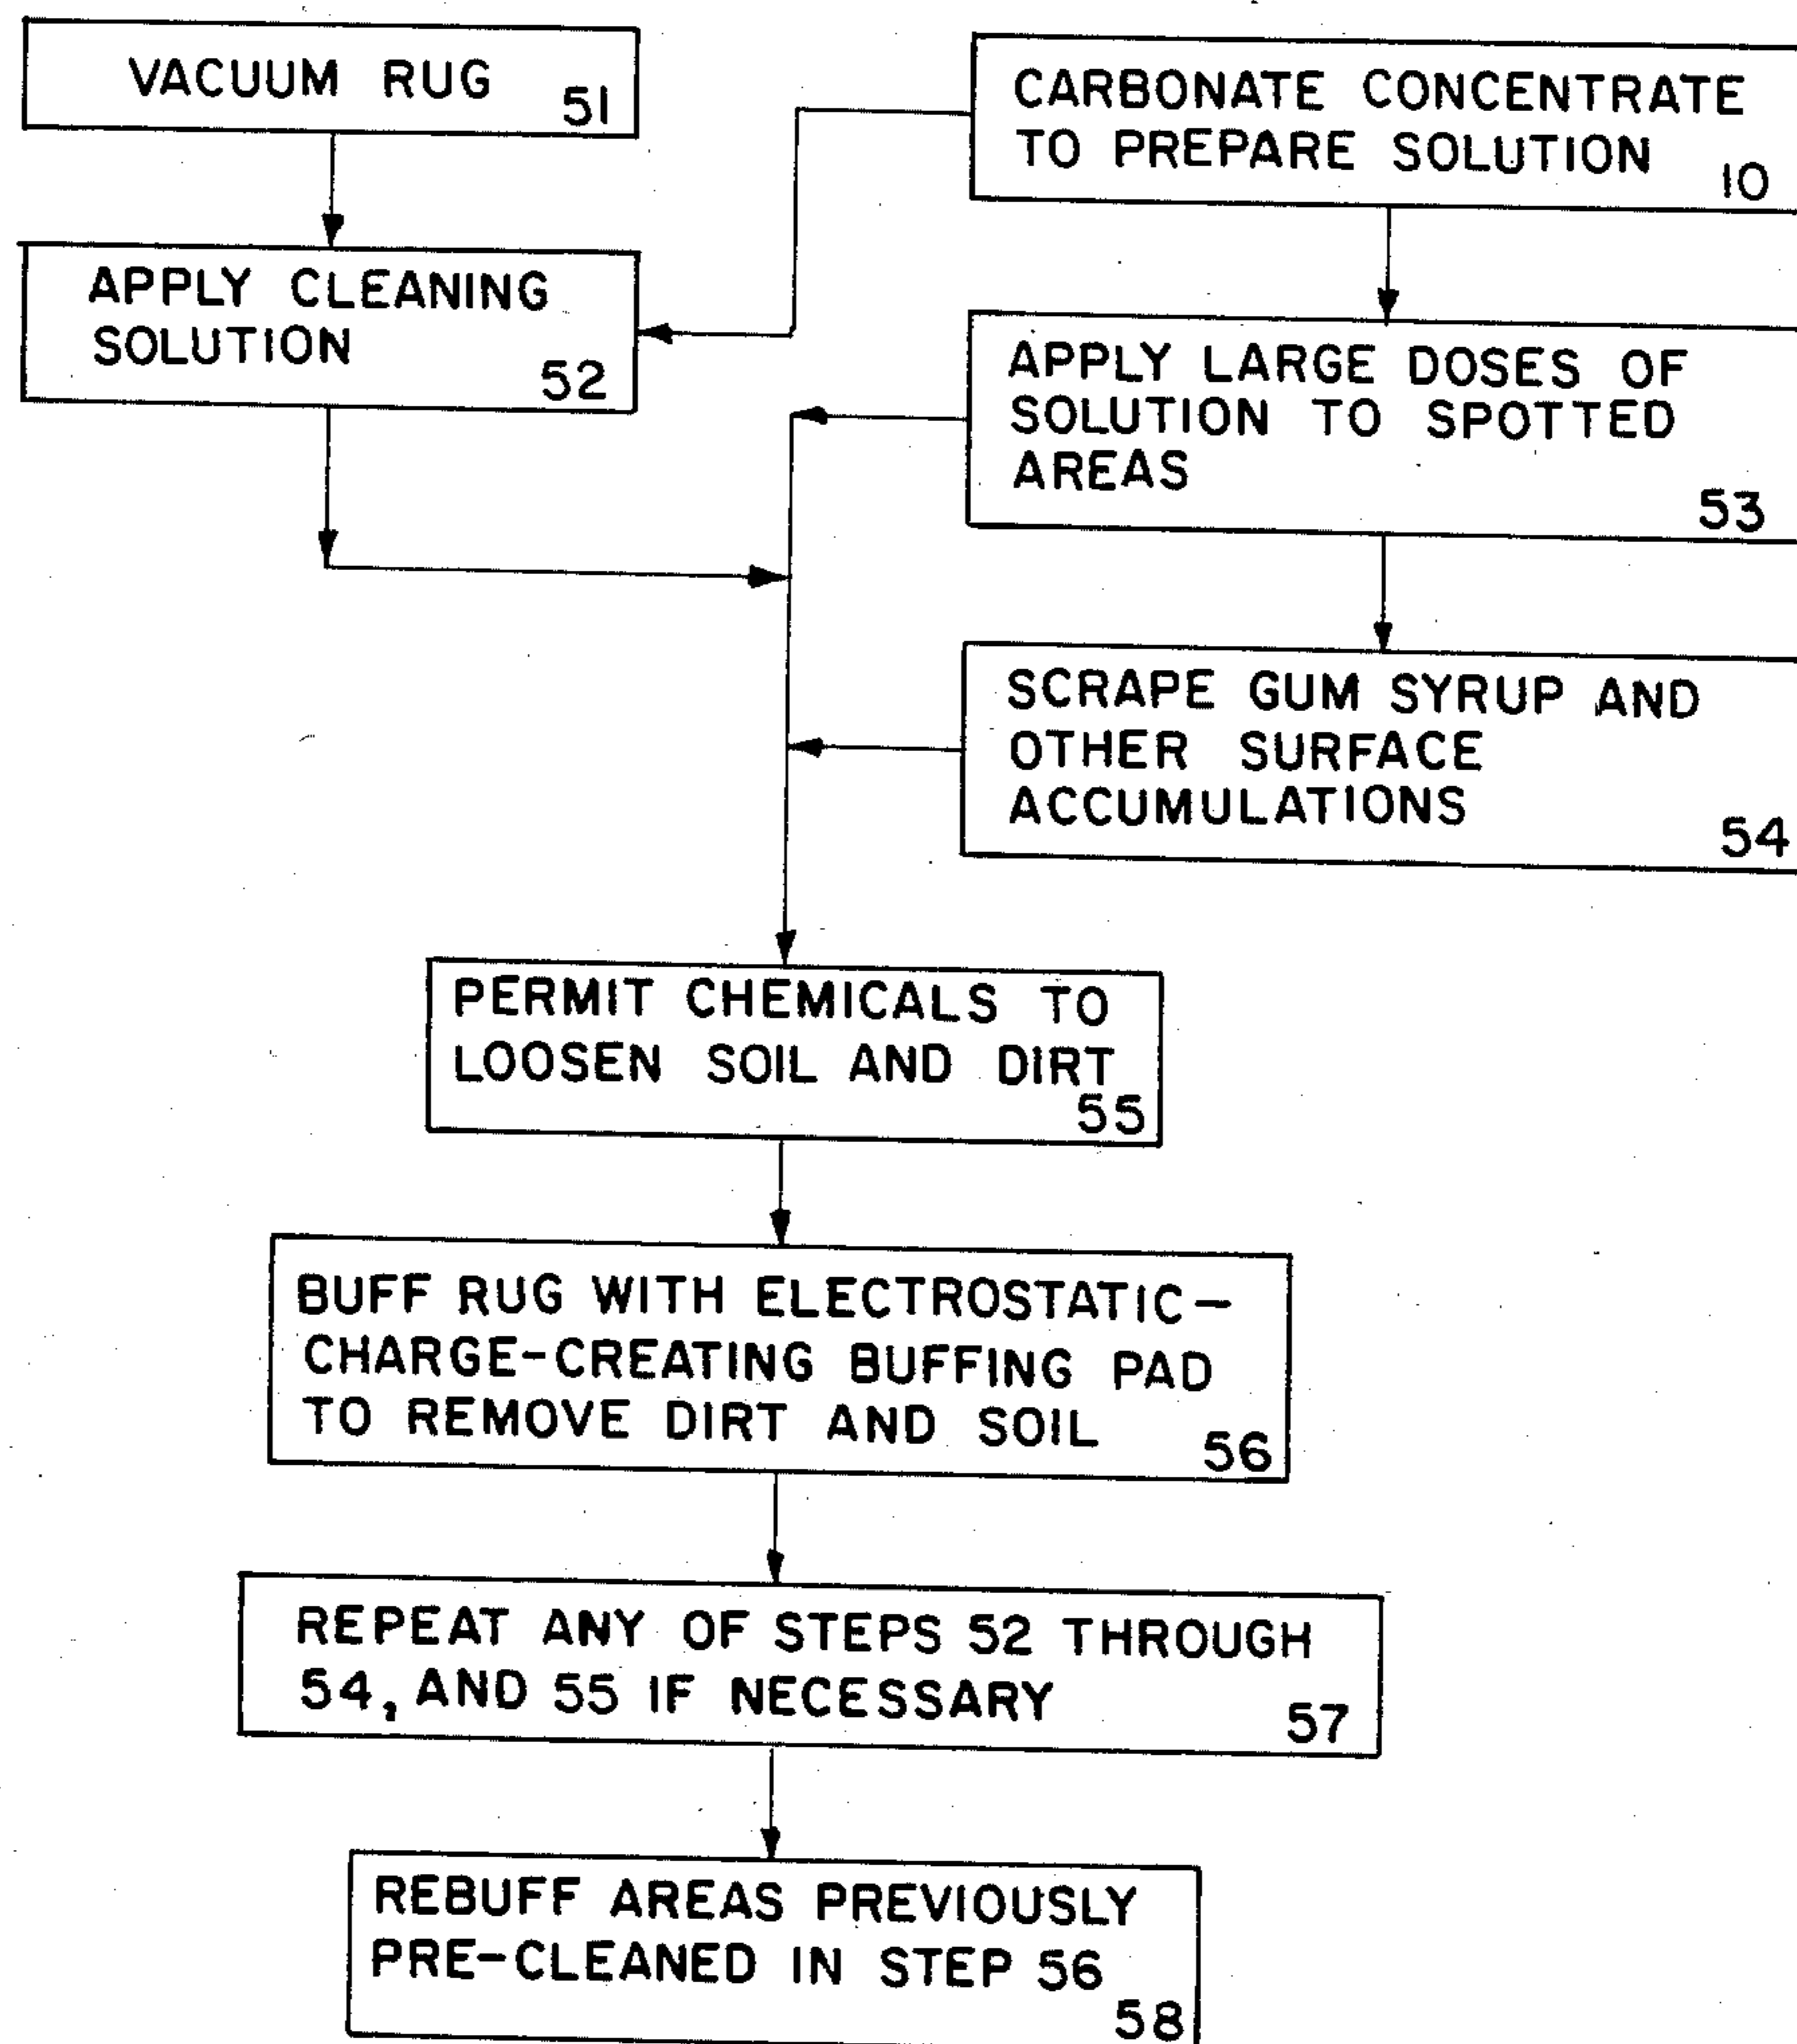 VACUUM RUG
51
CARBONATE CONCENTRATE
TO PREPARE SOLUTION
10
APPLY CLEANING
SOLUTION
52
APPLY LARGE DOSES OF
SOLUTION TO SPOTTED
AREAS
53
SCRAPE GUM SYRUP AND
OTHER SURFACE
ACCUMULATIONS
54
PERMIT CHEMICALS TO
LOOSEN SOIL AND DIRT
55
BUFF RUG WITH ELECTROSTATIC—
CHARGE-CREATING BUFFING PAD
TO REMOVE DIRT AND SOIL
56
REPEAT ANY OF STEPS 52 THROUGH
54, AND 55 IF NECESSARY
57
REBUFF AREAS PREVIOUSLY
PRE-CLEANED IN STEP 56
58